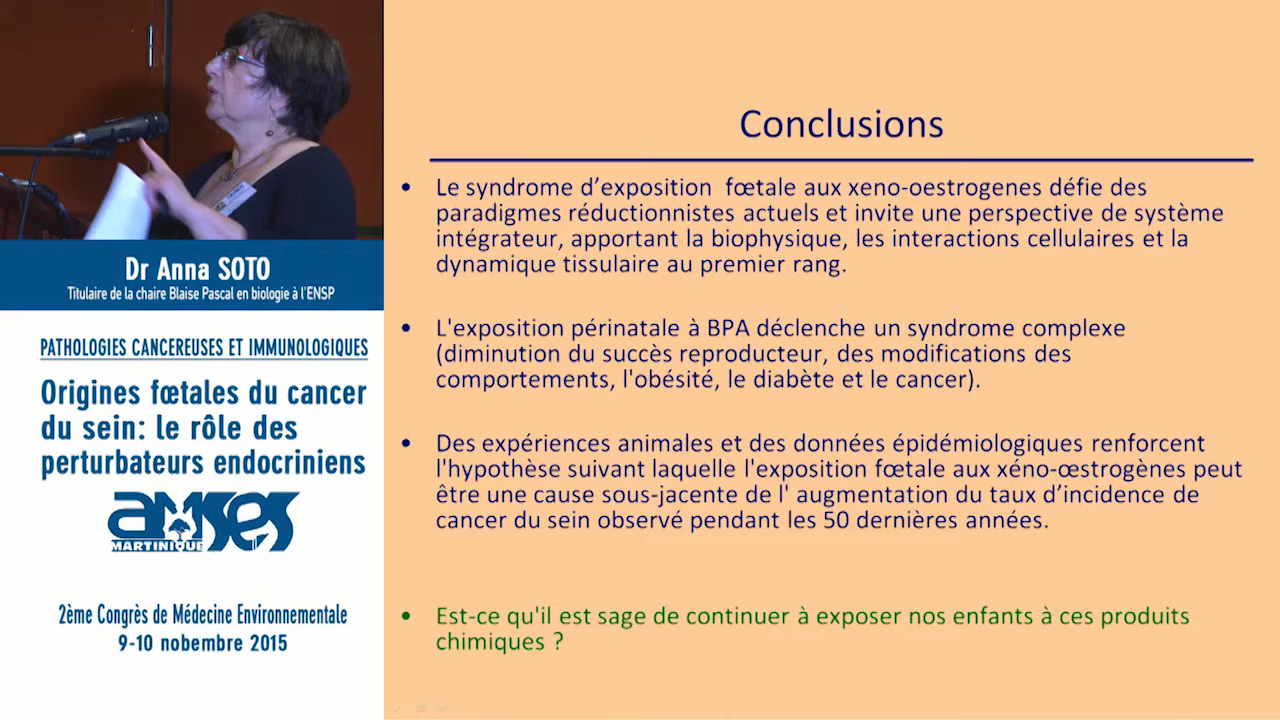 Dr Anna SOTO
Titulaire de la chaire Blaise Pascal en biologie à l'ENSP
PATHOLOGIES CANCEREUSES ET IMMUNOLOGIQUES
Origines fœtales du cancer
du sein: le rôle des
perturbateurs endocriniens
amses
MARTINIQUE
2ème Congrès de Médecine Environnementale
9-10 nobembre 2015
Conclusions
• Le syndrome d’exposition fœtale aux xeno-oestrogenes défie des
paradigmes réductionnistes actuels et invite une perspective de système
intégrateur, apportant la biophysique, les interactions cellulaires et la
dynamique tissulaire au premier rang.
• L'exposition périnatale à BPA déclenche un syndrome complexe
(diminution du succès reproducteur, des modifications des
comportements, l'obésité, le diabète et le cancer).
• Des expériences animales et des données épidémiologiques renforcent
l'hypothèse suivant laquelle l'exposition fœtale aux xéno-œstrogènes peut
être une cause sous-jacente de l' augmentation du taux d’incidence de
cancer du sein observé pendant les 50 dernières années.
• Est-ce qu'il est sage de continuer à exposer nos enfants à ces produits
chimiques ?